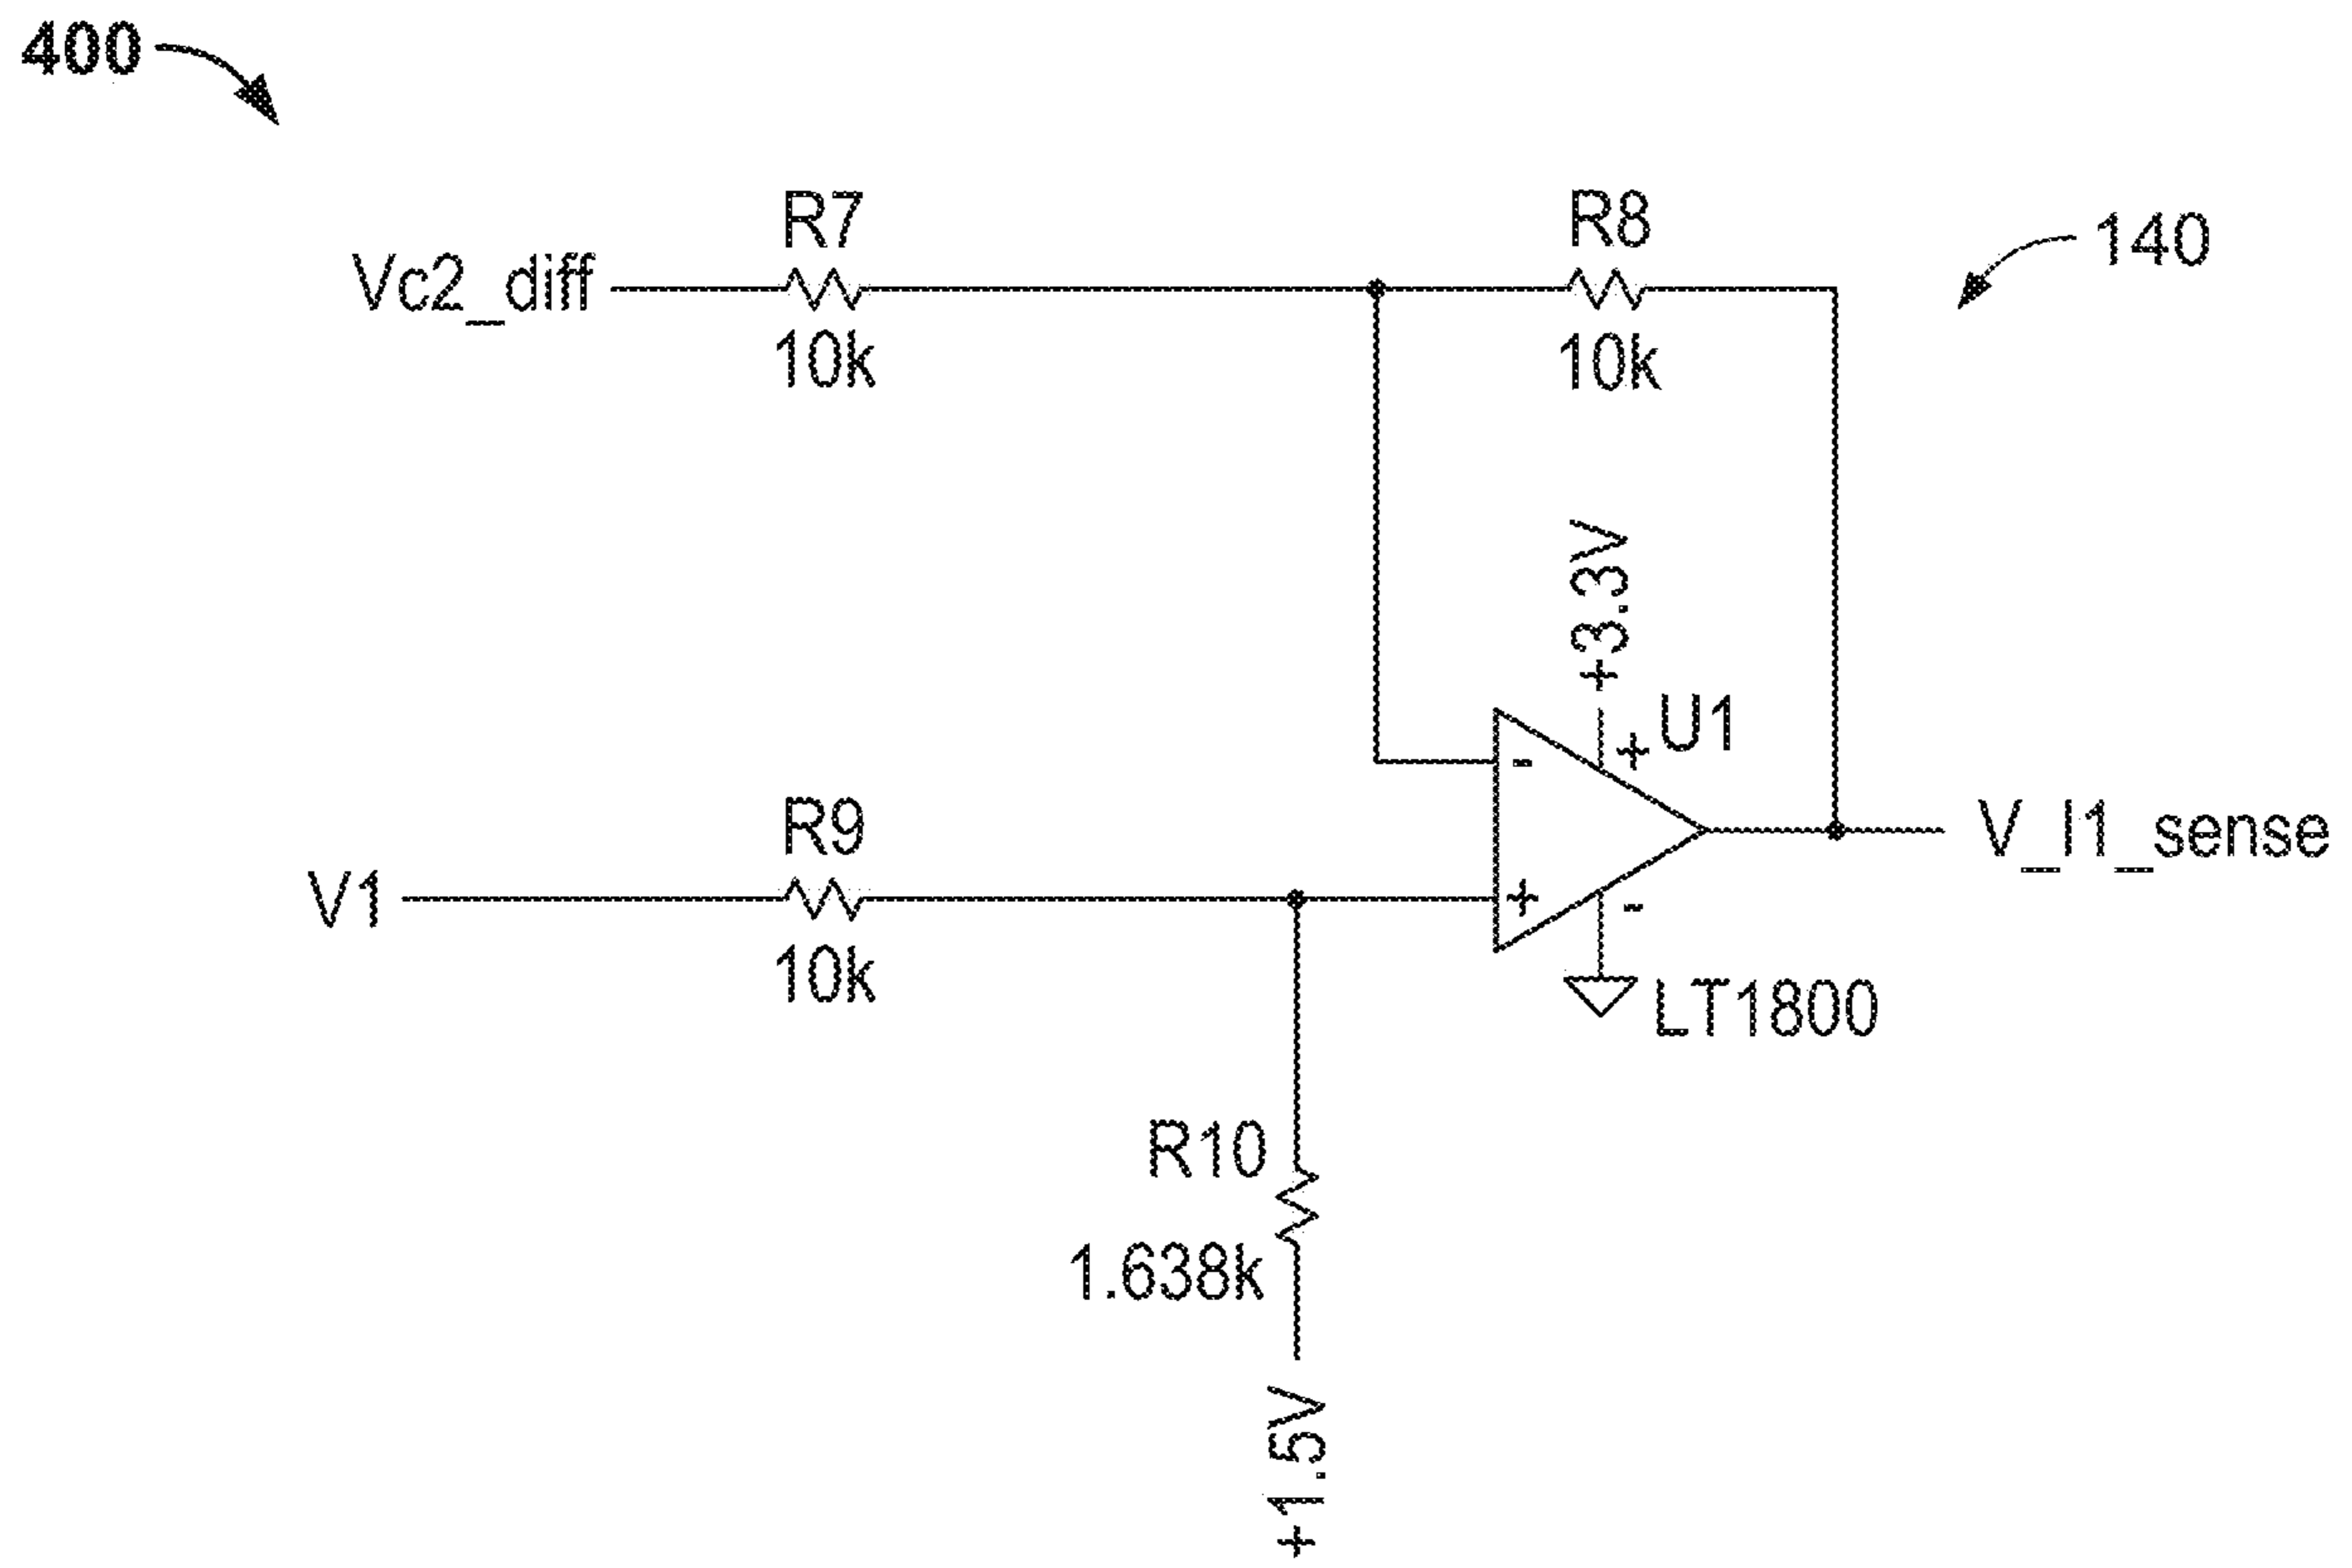 400
R7
R8
140
Vc2_diff
10k
10k
+3.3V
+ U1
-
R9
V_I1_sense
V1
+
-
10k
LT1800
R10
1.638k
+1.5V